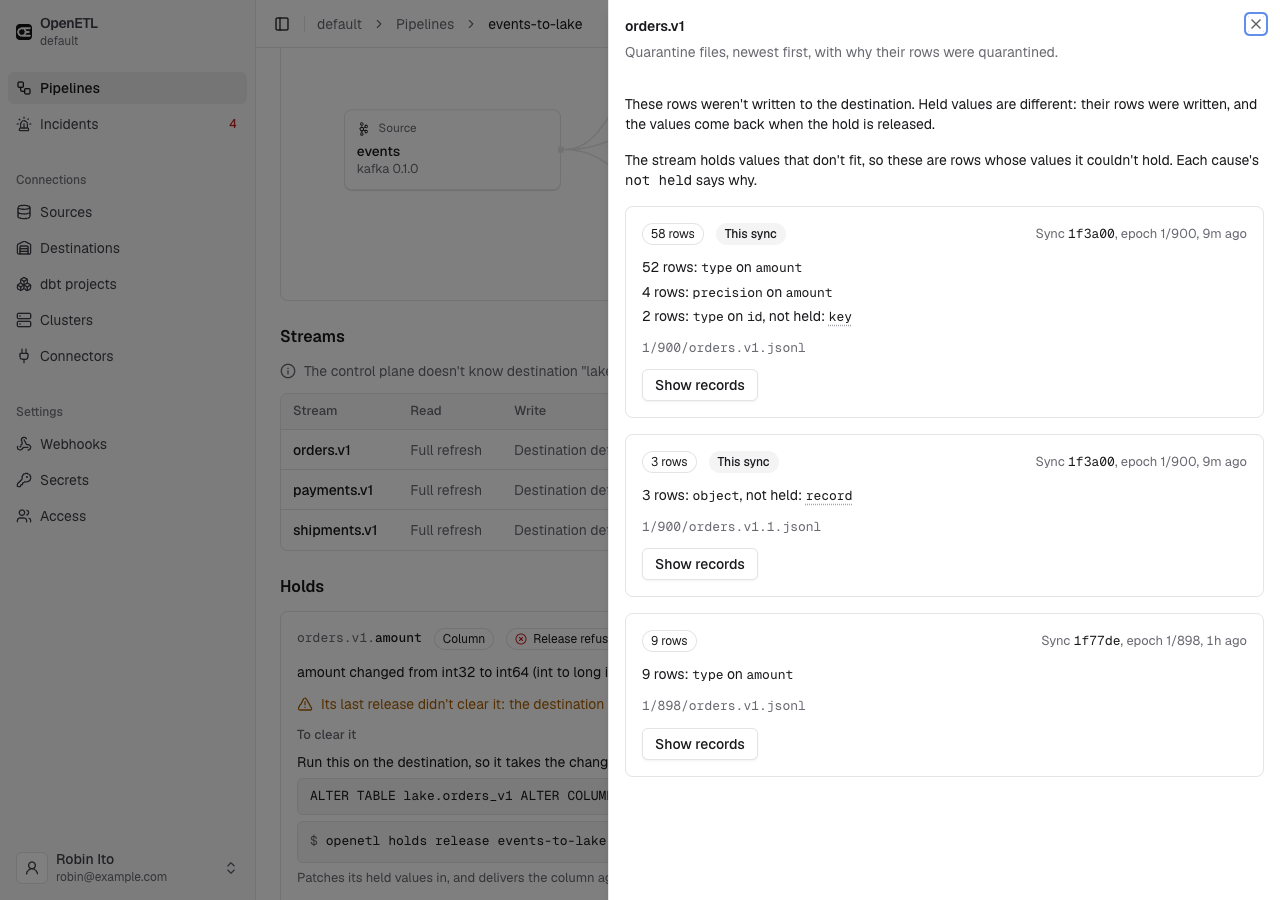 OpenETL
default
Pipelines
Incidents 4
Connections
Sources
Destinations
dbt projects
Clusters
Connectors
Settings
Webhooks
Secrets
Access
Robin Ito
robin@example.com
default > Pipelines > events-to-lake
Source
events
kafka 0.1.0
Streams
The control plane doesn't know destination "lake
Stream Read Write
orders.v1 Full refresh Destination def
payments.v1 Full refresh Destination def
shipments.v1 Full refresh Destination def
Holds
orders.v1.amount Column Release refus
amount changed from int32 to int64 (int to long i
Its last release didn't clear it: the destination
To clear it
Run this on the destination, so it takes the chang
ALTER TABLE lake.orders_v1 ALTER COLUM
$ openetl holds release events-to-lake
Patches its held values in, and delivers the column ag
orders.v1
Quarantine files, newest first, with why their rows were quarantined.
These rows weren't written to the destination. Held values are different: their rows were written, and
the values come back when the hold is released.
The stream holds values that don't fit, so these are rows whose values it couldn't hold. Each cause's
not held says why.
58 rows This sync Sync 1f3a00, epoch 1/900, 9m ago
52 rows: type on amount
4 rows: precision on amount
2 rows: type on id, not held: key
1/900/orders.v1.jsonl
Show records
3 rows This sync Sync 1f3a00, epoch 1/900, 9m ago
3 rows: object, not held: record
1/900/orders.v1.1.jsonl
Show records
9 rows Sync 1f77de, epoch 1/898, 1h ago
9 rows: type on amount
1/898/orders.v1.jsonl
Show records